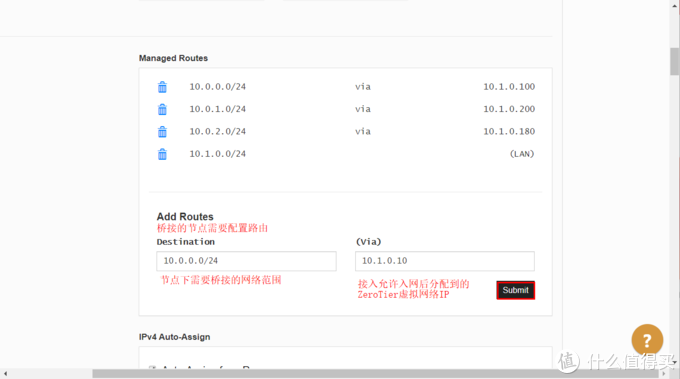 Managed Routes
10.0.0.0/24 via 10.1.0.100
10.0.1.0/24 via 10.1.0.200
10.0.2.0/24 via 10.1.0.180
10.1.0.0/24 (LAN)
Add Routes
桥接的节点需要配置路由
Destination (Via)
10.0.0.0/24 10.1.0.10
节点下需要桥接的网络范围
接入允许入网后分配到的
ZeroTier虚拟网络IP
Submit
IPv4 Auto-Assign
?
值 什么值得买